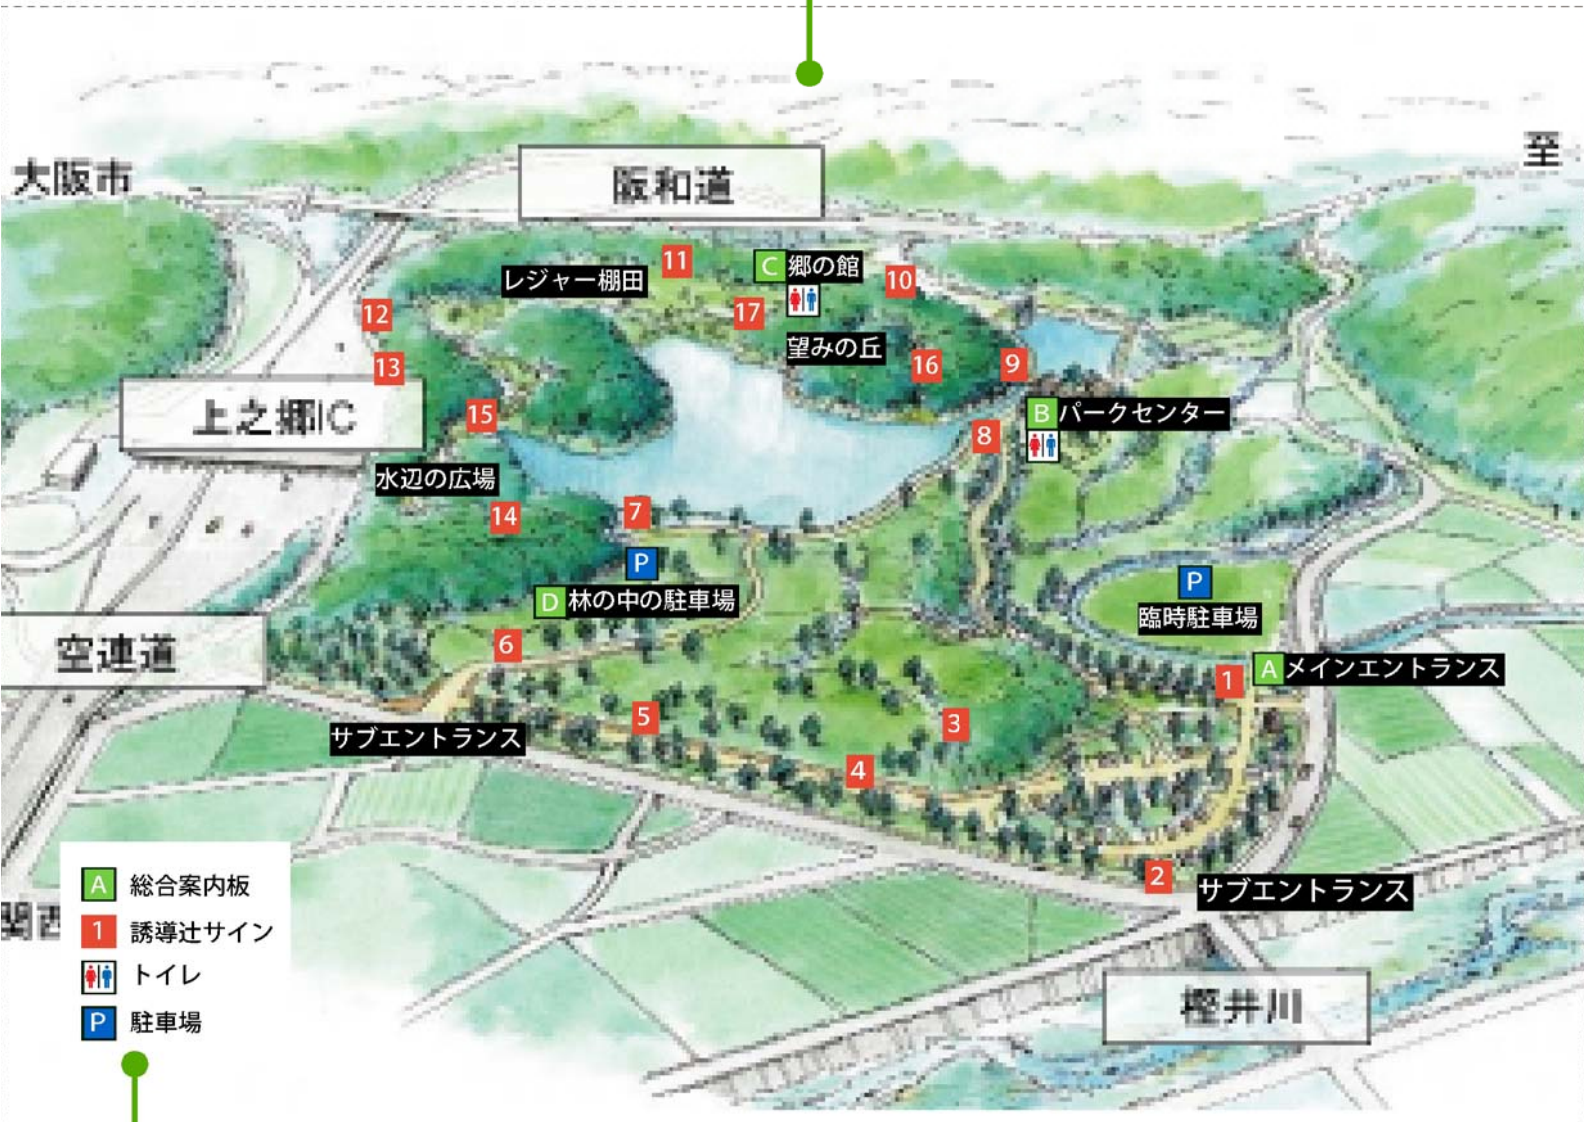 至
大阪市
阪和道
11
C 郷の館
レジャー棚田
10
12
17
望みの丘
13
16
9
上之郷IC
15
B パークセンター
8
水辺の広場
14
7
P
P
D 林の中の駐車場
臨時駐車場
6
空連道
1
A メインエントランス
5
3
サブエントランス
4
2
サブエントランス
A 総合案内板
関西
1 誘導辻サイン
トイレ
P 駐車場
樫井川